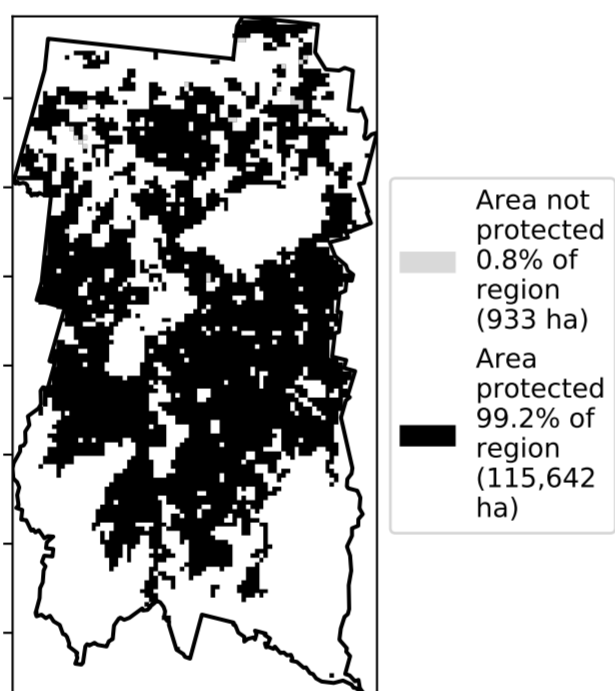 Area not
protected
0.8% of
region
(933 ha)
Area
protected
99.2% of
region
(115,642
ha)